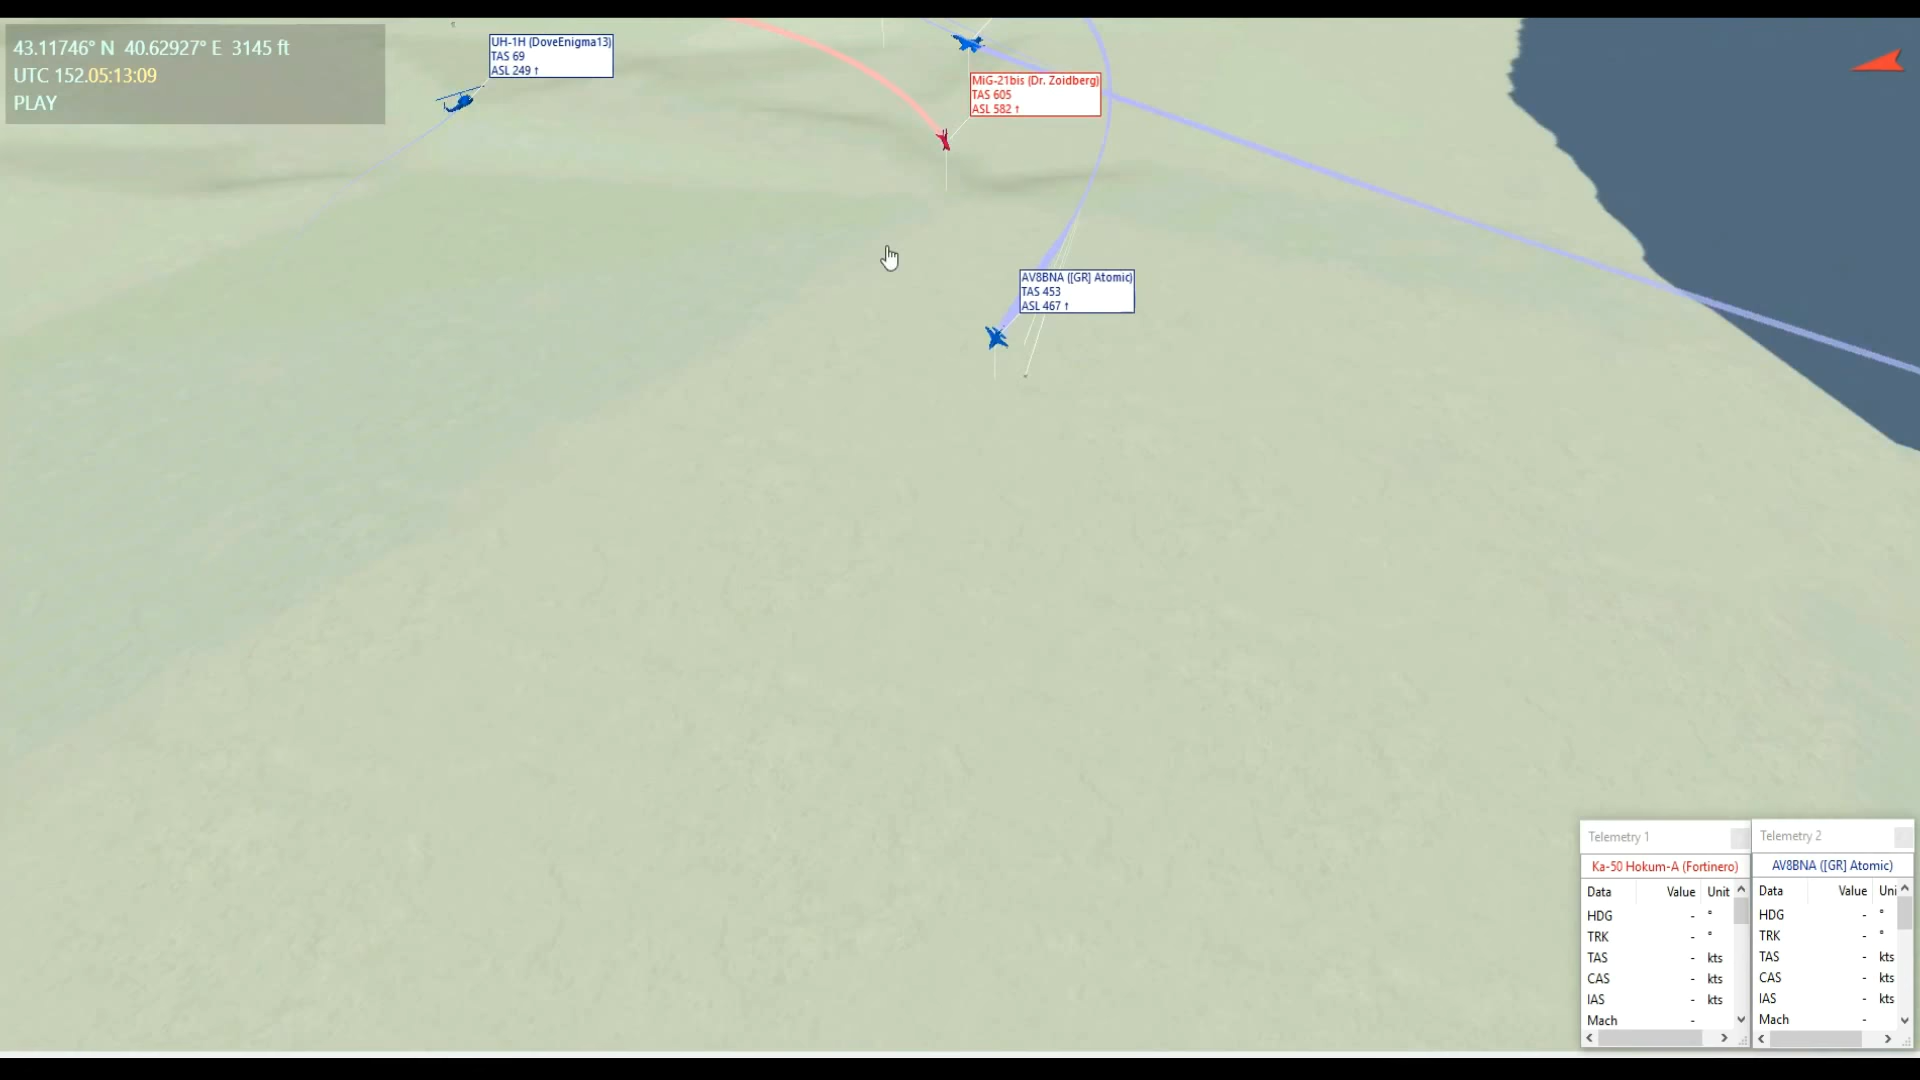 43.11746° N 40.62927° E 3145 ft
UTC 152.05:13:09
PLAY
UH-1H (DoveEnigma13)
TAS 69
ASL 249 ↑
MiG-21bis (Dr. Zoidberg)
TAS 605
ASL 582 ↑
AV8BNA ([GR] Atomic)
TAS 453
ASL 467 ↑
Telemetry 1
Ka-50 Hokum-A (Fortinero)
Data Value Unit
HDG - °
TRK - °
TAS - kts
CAS - kts
IAS - kts
Mach -
Telemetry 2
AV8BNA ([GR] Atomic)
Data Value Uni
HDG - °
TRK - °
TAS - kts
CAS - kts
IAS - kts
Mach -